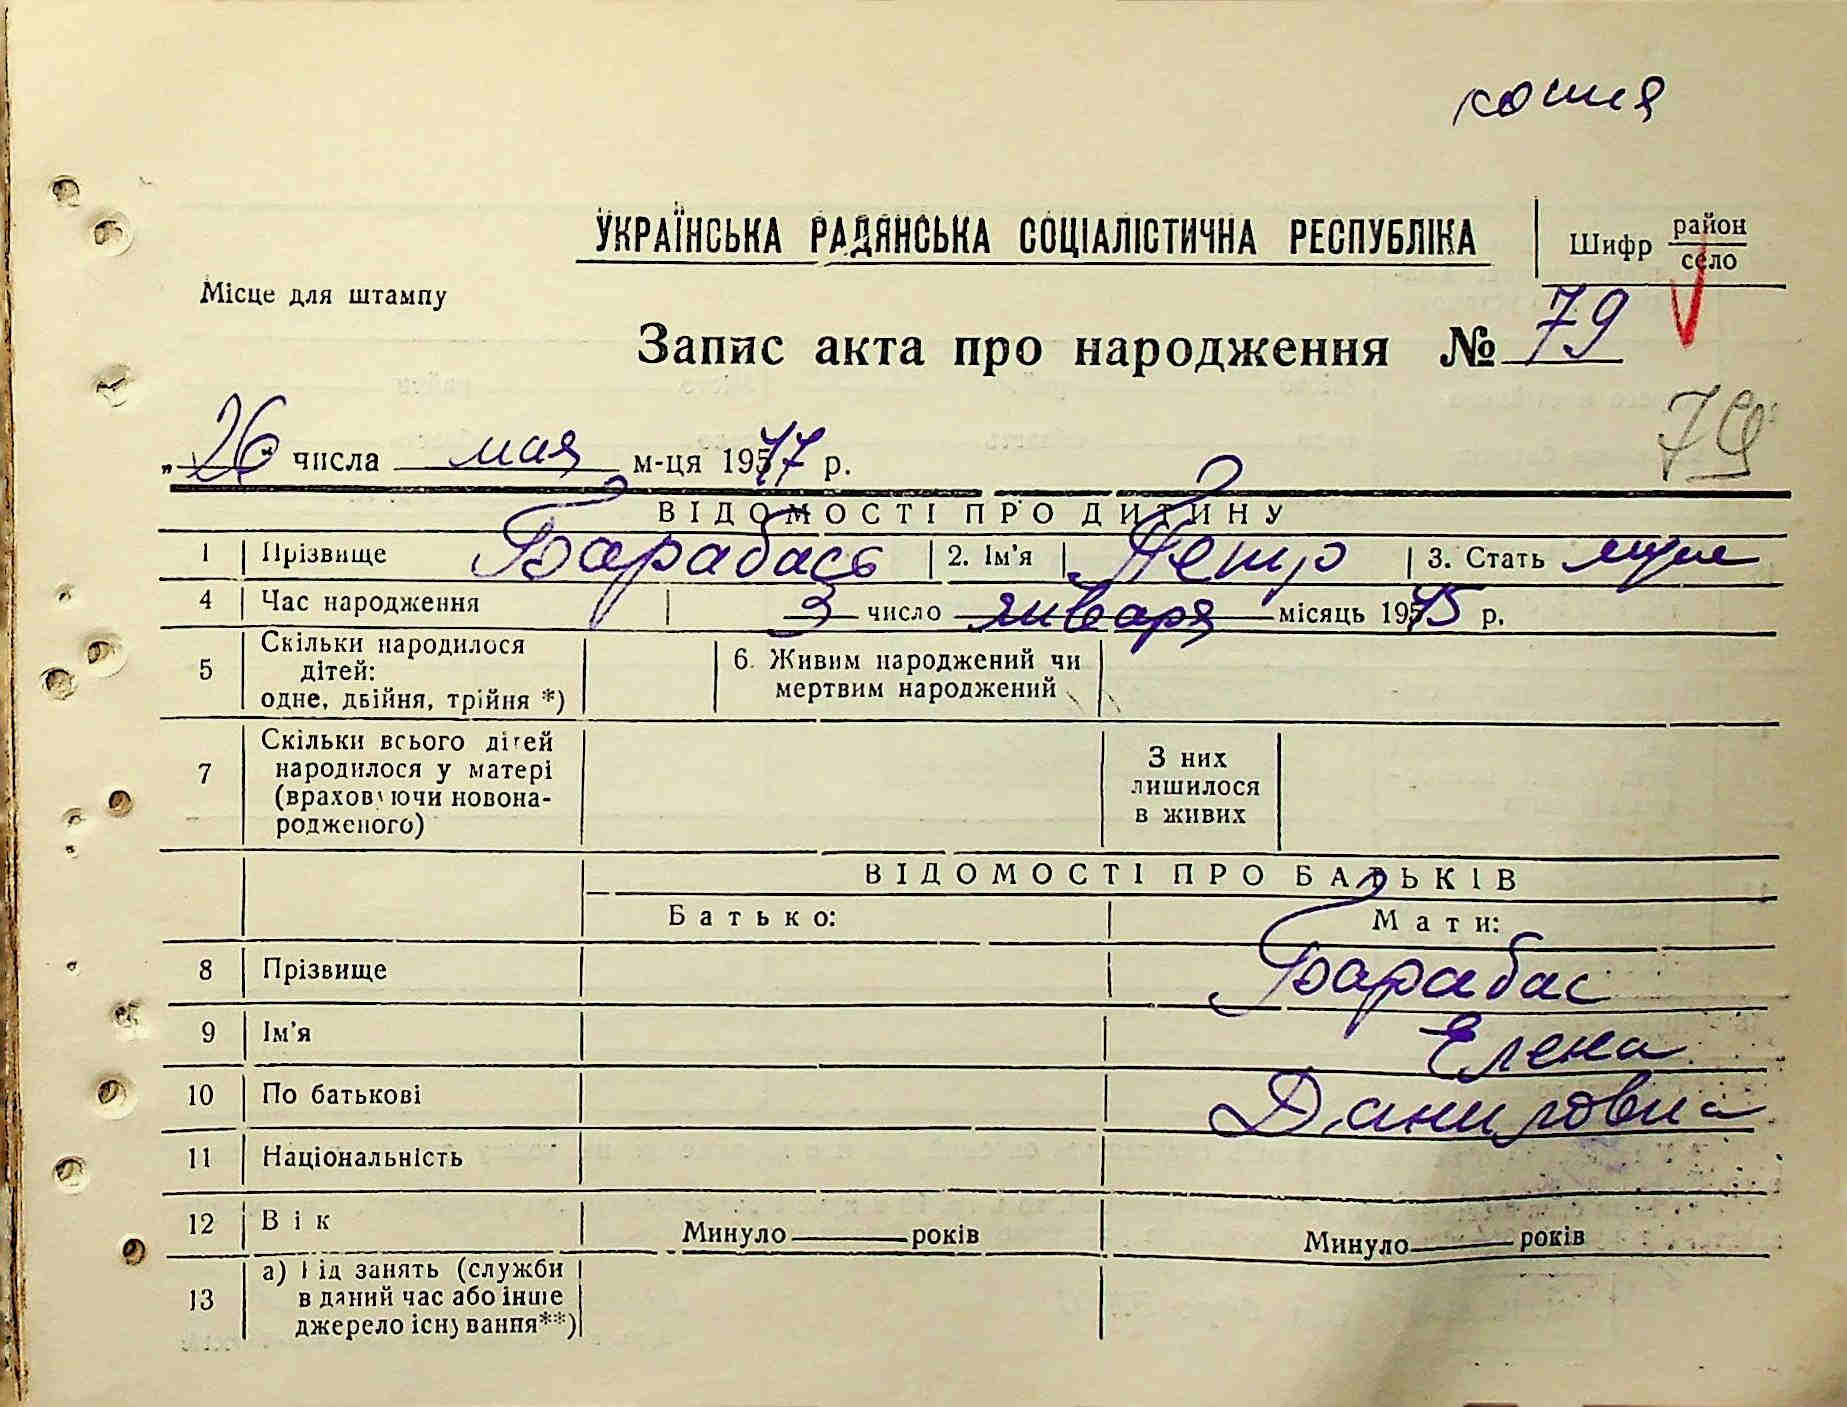 копия
УКРАЇНСЬКА РАДЯНСЬКА СОЦІАЛІСТИЧНА РЕСПУБЛІКА
Шифр район
село
Місце для штампу
Запис акта про народження № 79
79
„26" числа мая м-ця 1947 р.
ВІДОМОСТІ ПРО ДИТИНУ
1 Прізвище Барабась 2. Ім'я Петро 3. Стать муж
4 Час народження 3 число января місяць 1945 р.
5 Скільки народилося дітей: одне, двійня, трійня *) 6. Живим народжений чи мертвим народжений
7 Скільки всього дітей народилося у матері (враховуючи новонародженого) З них лишилося в живих
ВІДОМОСТІ ПРО БАТЬКІВ
Батько: Мати:
8 Прізвище Барабас
9 Ім'я Елена
10 По батькові Даниловна
11 Національність
12 Вік Минуло років Минуло років
13 а) Від занять (служби в даний час або інше джерело існування**)